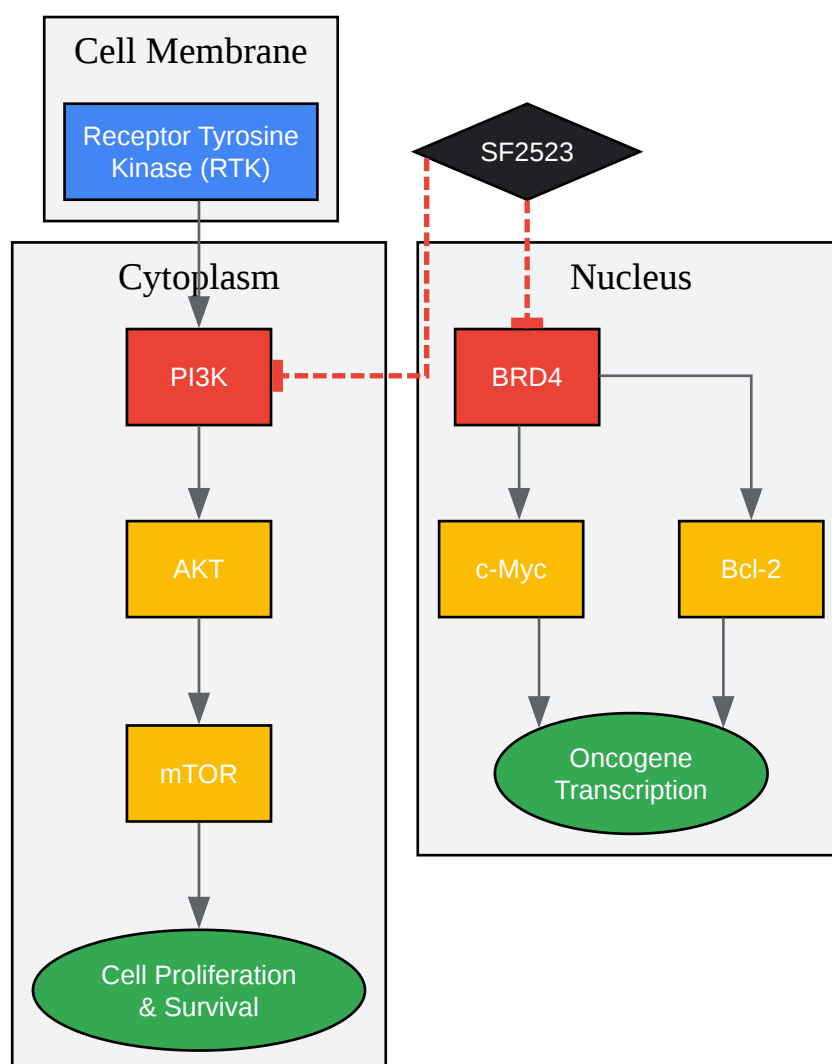 Cell Membrane
Receptor Tyrosine
Kinase (RTK)
SF2523
Cytoplasm
Nucleus
PI3K
BRD4
AKT
c-Myc
Bcl-2
mTOR
Oncogene
Transcription
Cell Proliferation
& Survival